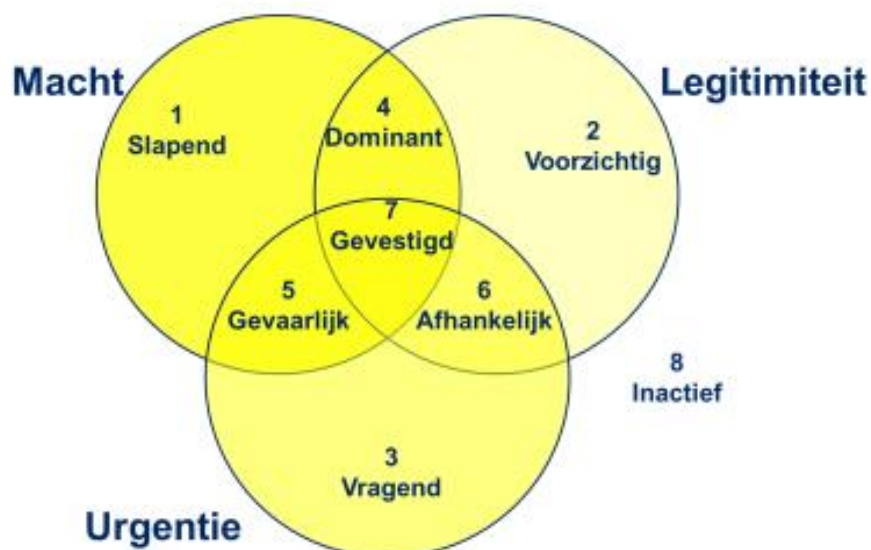 Macht
Legitimiteit
1
Slapend
4
Dominant
2
Voorzichtig
7
Gevestigd
5
Gevaarlijk
6
Afhankelijk
8
Inactief
3
Vragend
Urgentie